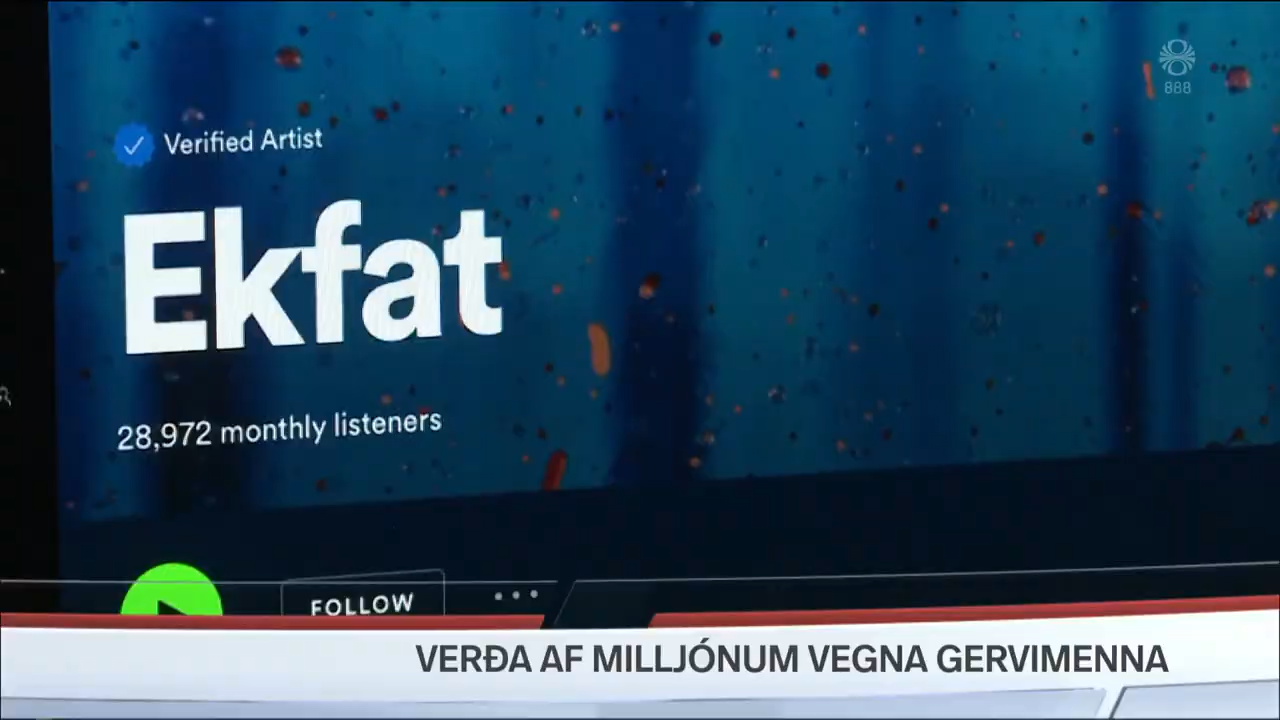 888
Verified Artist
Ekfat
28,972 monthly listeners
FOLLOW
VERÐA AF MILLJÓNUM VEGNA GERVIMENNA